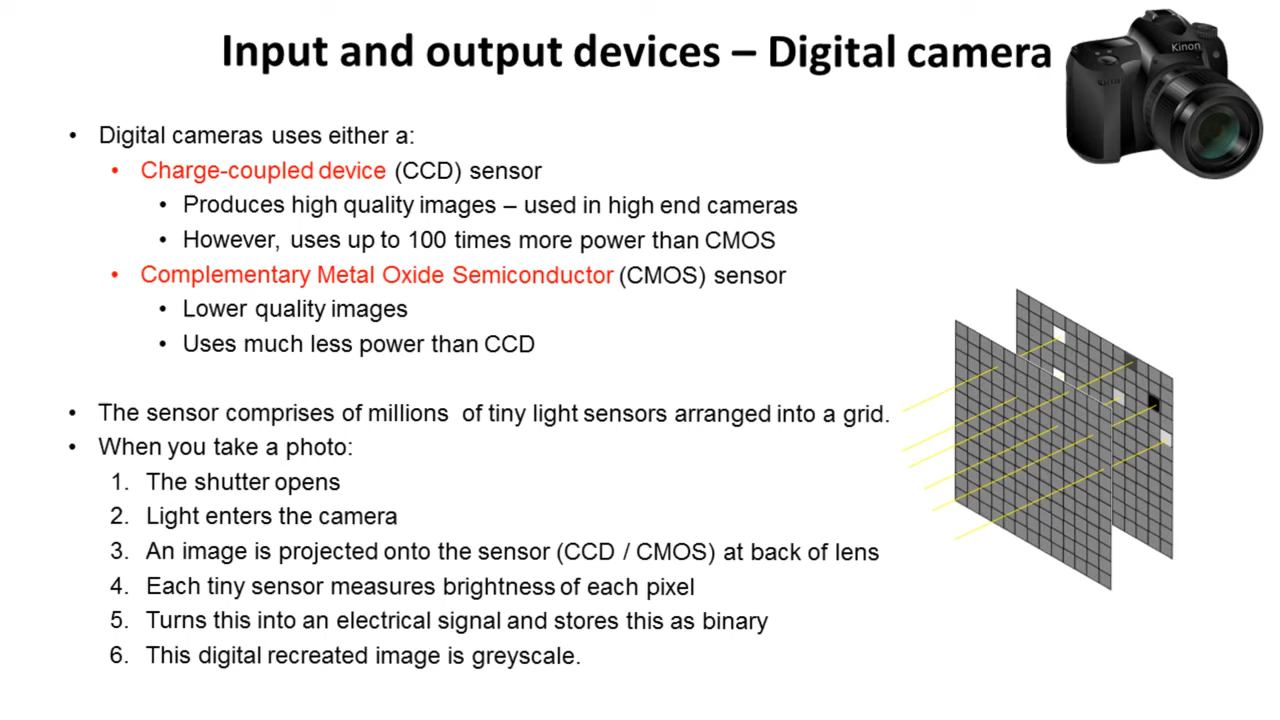 Input and output devices – Digital camera
Kinon
• Digital cameras uses either a:
• Charge-coupled device (CCD) sensor
• Produces high quality images – used in high end cameras
• However, uses up to 100 times more power than CMOS
• Complementary Metal Oxide Semiconductor (CMOS) sensor
• Lower quality images
• Uses much less power than CCD
• The sensor comprises of millions of tiny light sensors arranged into a grid.
• When you take a photo:
1. The shutter opens
2. Light enters the camera
3. An image is projected onto the sensor (CCD / CMOS) at back of lens
4. Each tiny sensor measures brightness of each pixel
5. Turns this into an electrical signal and stores this as binary
6. This digital recreated image is greyscale.